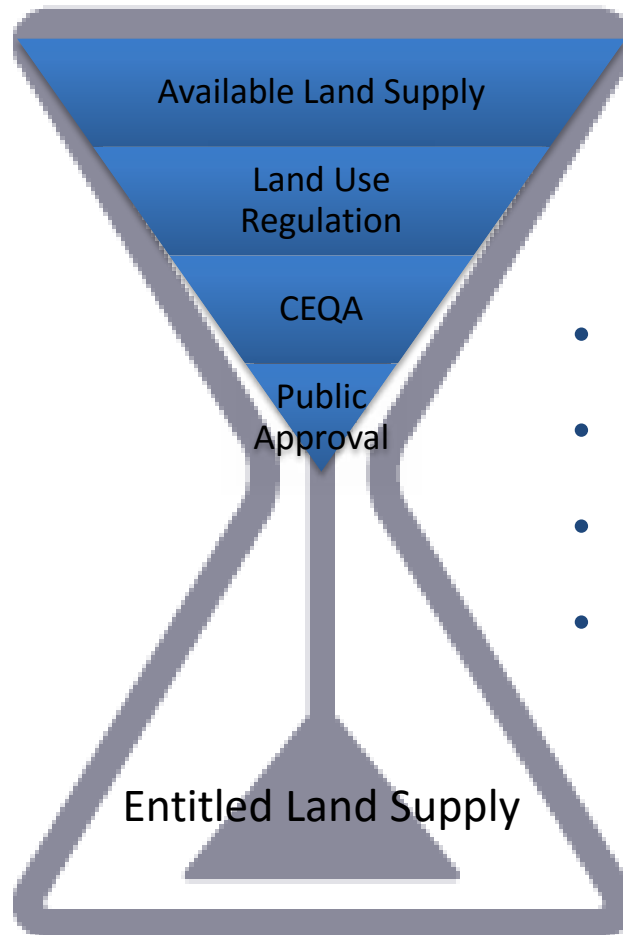 Available Land Supply
Land Use
Regulation
CEQA
Public
Approval
Entitled Land Supply